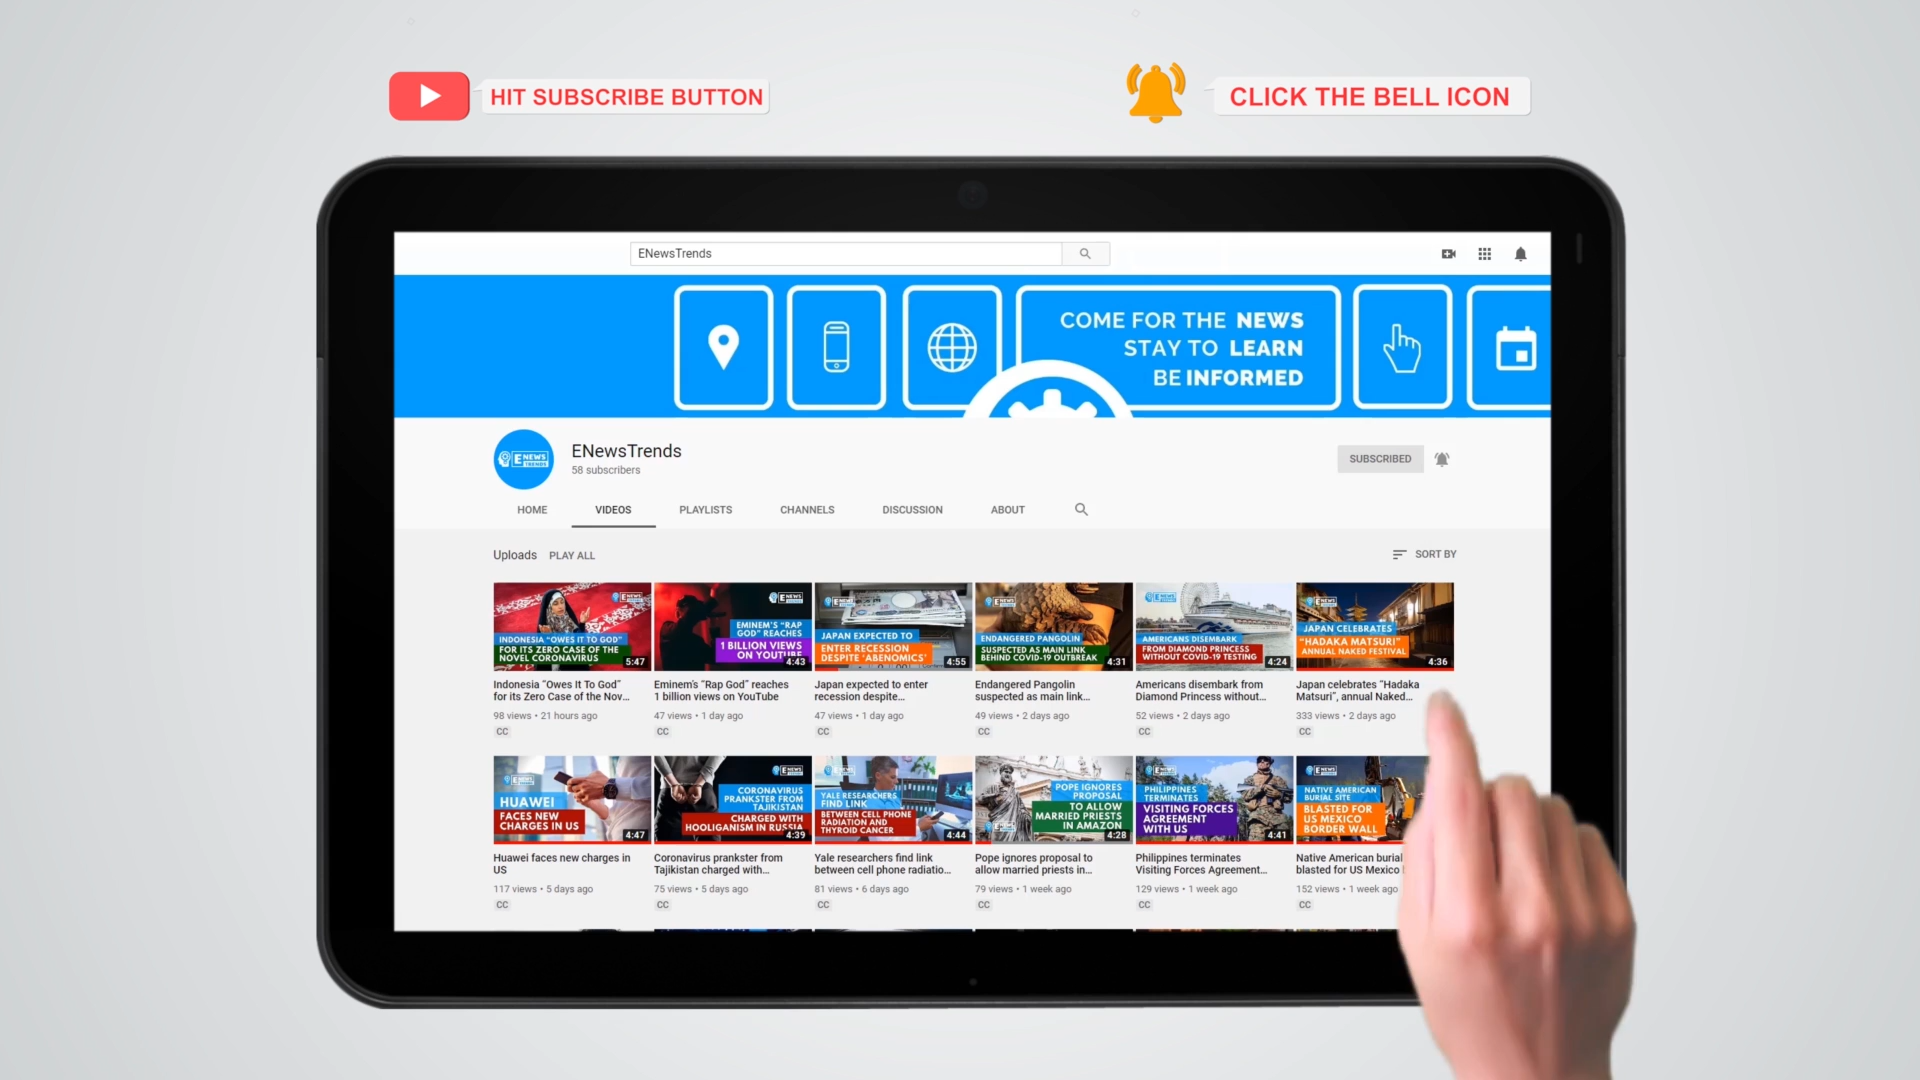 HIT SUBSCRIBE BUTTON
CLICK THE BELL ICON
ENewsTrends
COME FOR THE NEWS
STAY TO LEARN
BE INFORMED
E NEWS
TRENDS
ENewsTrends
58 subscribers
SUBSCRIBED
HOME VIDEOS PLAYLISTS CHANNELS DISCUSSION ABOUT
Uploads PLAY ALL
SORT BY
INDONESIA "OWES IT TO GOD"
FOR ITS ZERO CASE OF THE
NOVEL CORONAVIRUS
5:47
Indonesia “Owes It To God”
for its Zero Case of the Nov...
98 views • 21 hours ago
CC
EMINEM'S "RAP
GOD" REACHES
1 BILLION VIEWS
ON YOUTUBE
4:43
Eminem's “Rap God” reaches
1 billion views on YouTube
47 views • 1 day ago
CC
JAPAN EXPECTED TO
ENTER RECESSION
DESPITE 'ABENOMICS'
4:55
Japan expected to enter
recession despite...
47 views • 1 day ago
CC
ENDANGERED PANGOLIN
SUSPECTED AS MAIN LINK
BEHIND COVID-19 OUTBREAK
4:31
Endangered Pangolin
suspected as main link...
49 views • 2 days ago
CC
AMERICANS DISEMBARK
FROM DIAMOND PRINCESS
WITHOUT COVID-19 TESTING
4:24
Americans disembark from
Diamond Princess without...
52 views • 2 days ago
CC
JAPAN CELEBRATES
"HADAKA MATSURI"
ANNUAL NAKED FESTIVAL
4:36
Japan celebrates “Hadaka
Matsuri”, annual Naked...
333 views • 2 days ago
CC
HUAWEI
FACES NEW
CHARGES IN US
4:47
Huawei faces new charges in
US
117 views • 5 days ago
CC
CORONAVIRUS
PRANKSTER FROM
TAJIKISTAN
CHARGED WITH
HOOLIGANISM IN RUSSIA
4:39
Coronavirus prankster from
Tajikistan charged with...
75 views • 5 days ago
CC
YALE RESEARCHERS
FIND LINK
BETWEEN CELL PHONE
RADIATION AND
THYROID CANCER
4:44
Yale researchers find link
between cell phone radiatio...
81 views • 6 days ago
CC
POPE IGNORES
PROPOSAL
TO ALLOW
MARRIED PRIESTS
IN AMAZON
4:28
Pope ignores proposal to
allow married priests in...
79 views • 1 week ago
CC
PHILIPPINES
TERMINATES
VISITING FORCES
AGREEMENT
WITH US
4:41
Philippines terminates
Visiting Forces Agreement...
129 views • 1 week ago
CC
NATIVE AMERICAN
BURIAL SITE
BLASTED FOR
US MEXICO
BORDER WALL
Native American burial
blasted for US Mexico
152 views • 1 week ago
CC